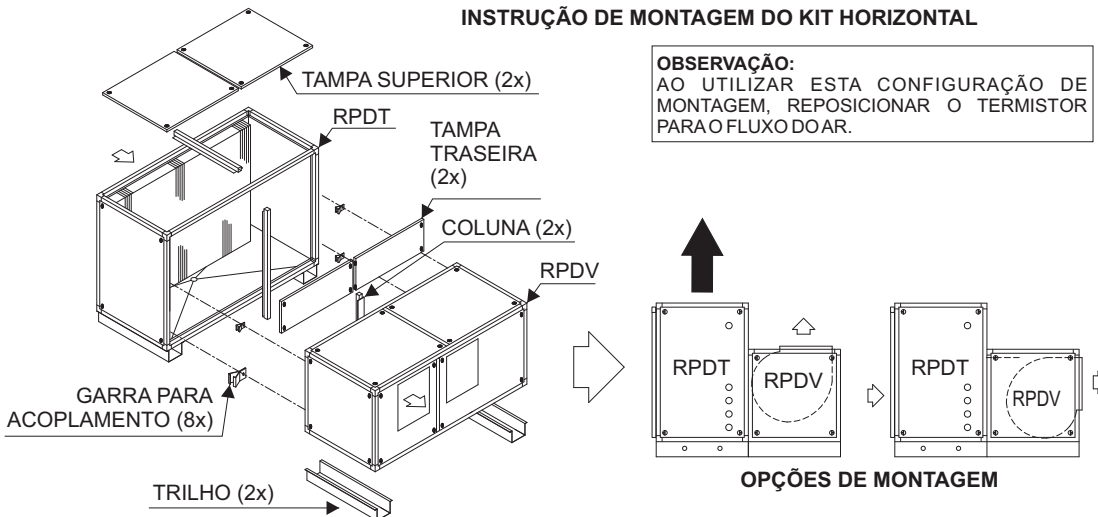 INSTRUÇÃO DE MONTAGEM DO KIT HORIZONTAL
OBSERVAÇÃO:
AO UTILIZAR ESTA CONFIGURAÇÃO DE
MONTAGEM, REPOSICIONAR O TERMISTOR
PARA O FLUXO DO AR.
TAMPA SUPERIOR (2x)
RPDT
TAMPA
TRASEIRA
(2x)
COLUNA (2x)
RPDV
GARRA PARA
ACOPLAMENTO (8x)
TRILHO (2x)
RPDT
RPDV
RPDT
RPDV
OPÇÕES DE MONTAGEM